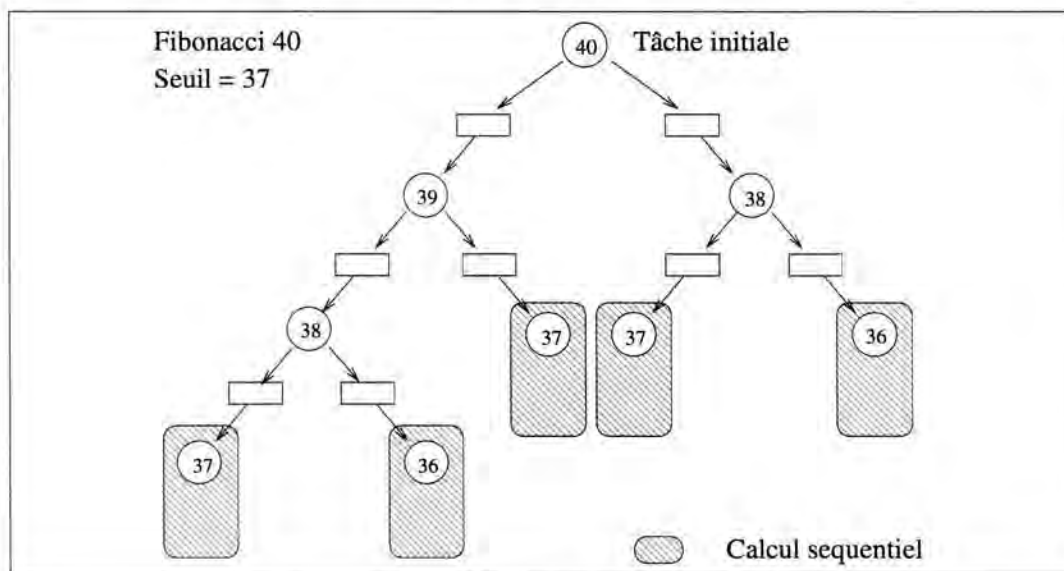 Fibonacci 40
Seuil = 37
40
Tâche initiale
39
38
38
37
37
36
37
36
Calcul sequentiel